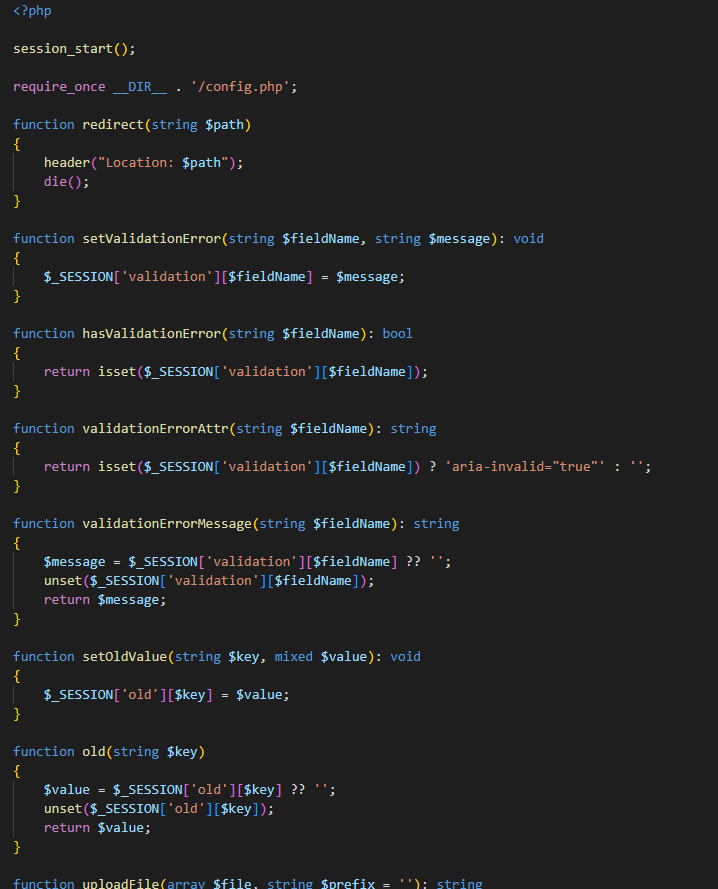 <?php
session_start();
require_once __DIR__ . '/config.php';
function redirect(string $path)
{
    header("Location: $path");
    die();
}
function setValidationError(string $fieldName, string $message): void
{
    $_SESSION['validation'][$fieldName] = $message;
}
function hasValidationError(string $fieldName): bool
{
    return isset($_SESSION['validation'][$fieldName]);
}
function validationErrorAttr(string $fieldName): string
{
    return isset($_SESSION['validation'][$fieldName]) ? 'aria-invalid="true"' : '';
}
function validationErrorMessage(string $fieldName): string
{
    $message = $_SESSION['validation'][$fieldName] ?? '';
    unset($_SESSION['validation'][$fieldName]);
    return $message;
}
function setOldValue(string $key, mixed $value): void
{
    $_SESSION['old'][$key] = $value;
}
function old(string $key)
{
    $value = $_SESSION['old'][$key] ?? '';
    unset($_SESSION['old'][$key]);
    return $value;
}
function uploadFile(array $file, string $prefix = ''): string